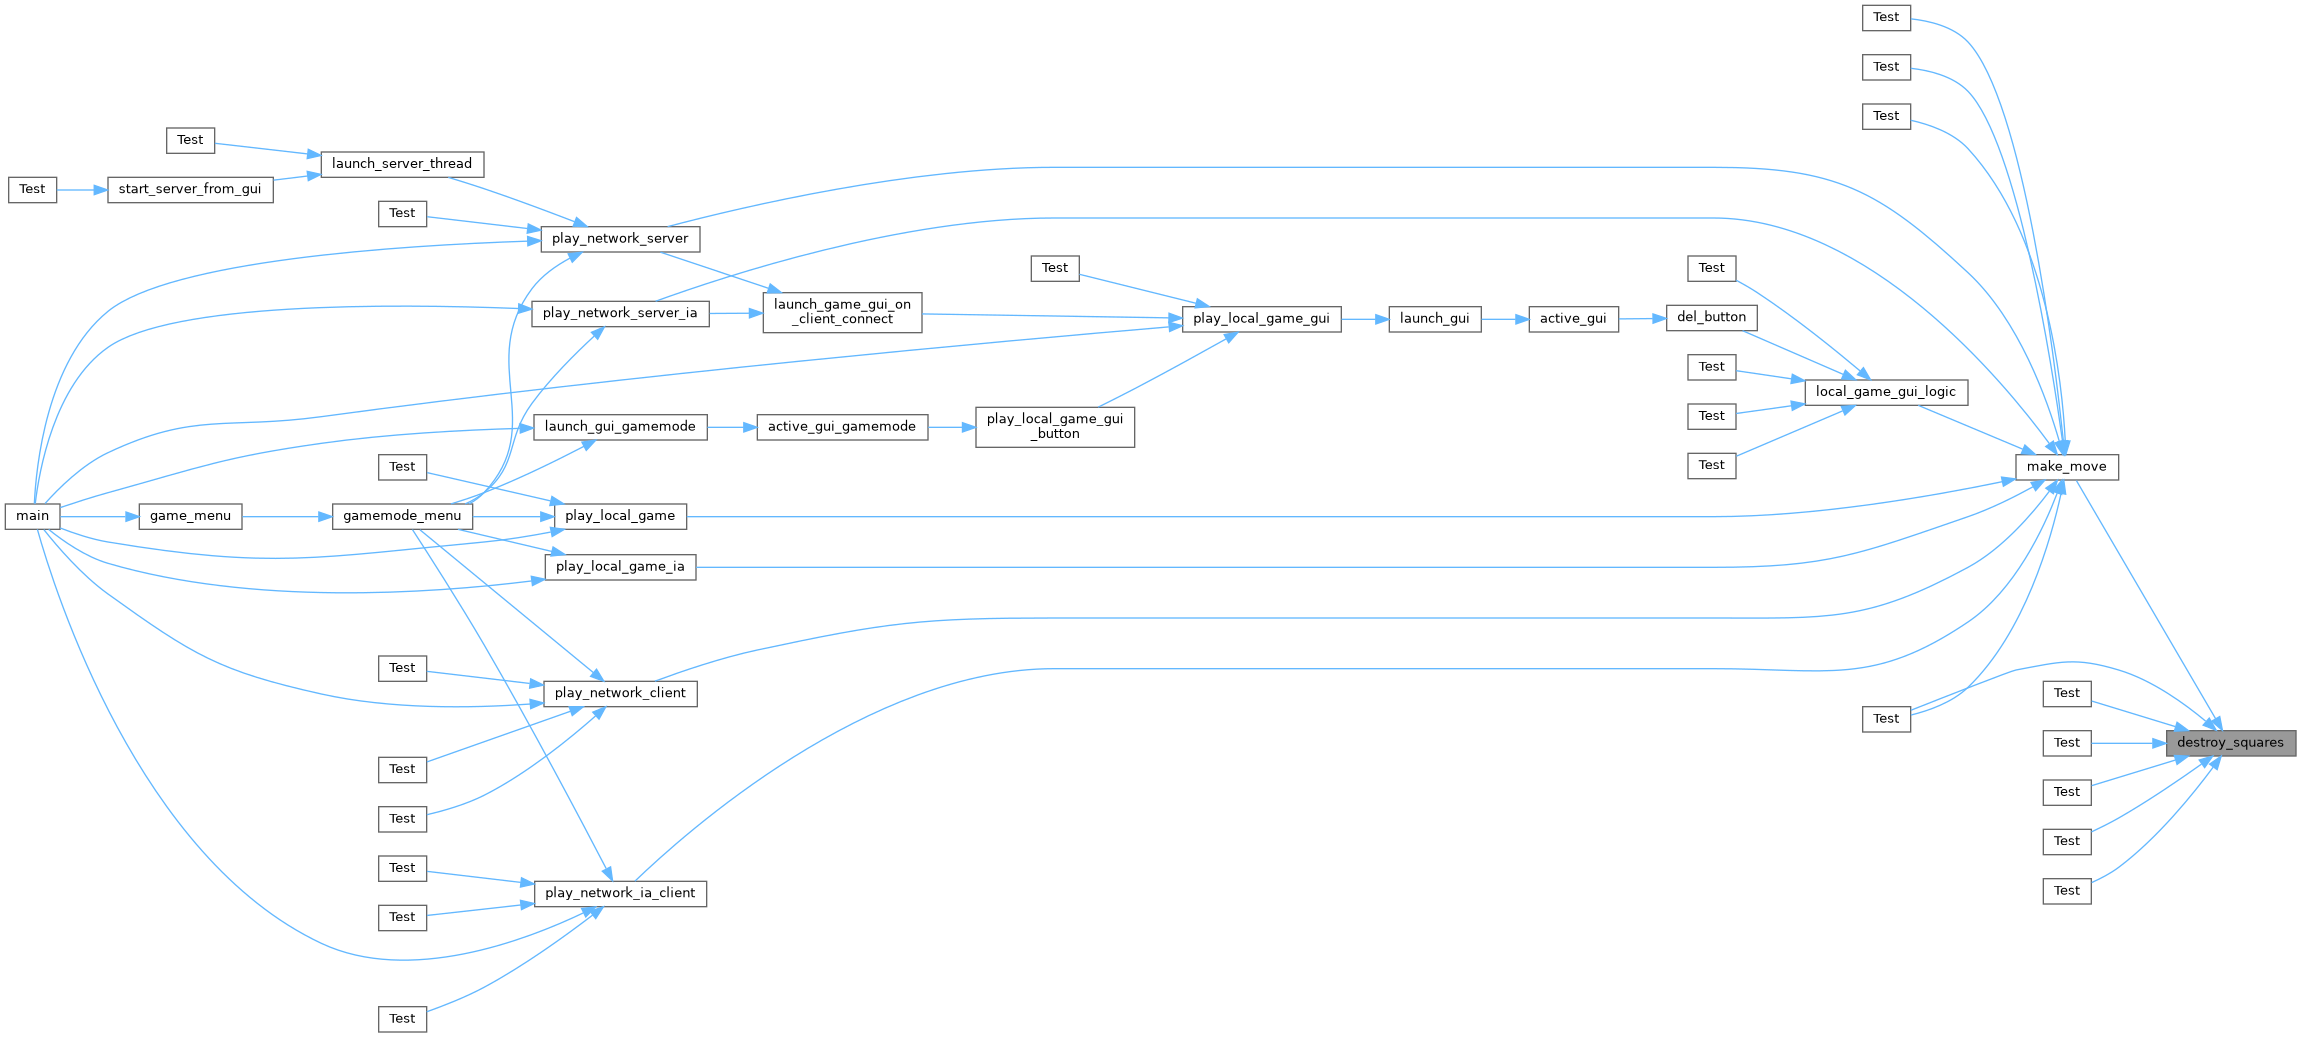 Test
Test
Test
Test
launch_server_thread
Test
start_server_from_gui
Test
play_network_server
Test
Test
launch_game_gui_on
_client_connect
play_network_server_ia
play_local_game_gui
launch_gui
active_gui
del_button
Test
local_game_gui_logic
Test
launch_gui_gamemode
active_gui_gamemode
play_local_game_gui
_button
Test
Test
make_move
main
game_menu
gamemode_menu
play_local_game
play_local_game_ia
Test
play_network_client
Test
Test
destroy_squares
Test
Test
Test
Test
Test
Test
Test
play_network_ia_client
Test
Test
Test